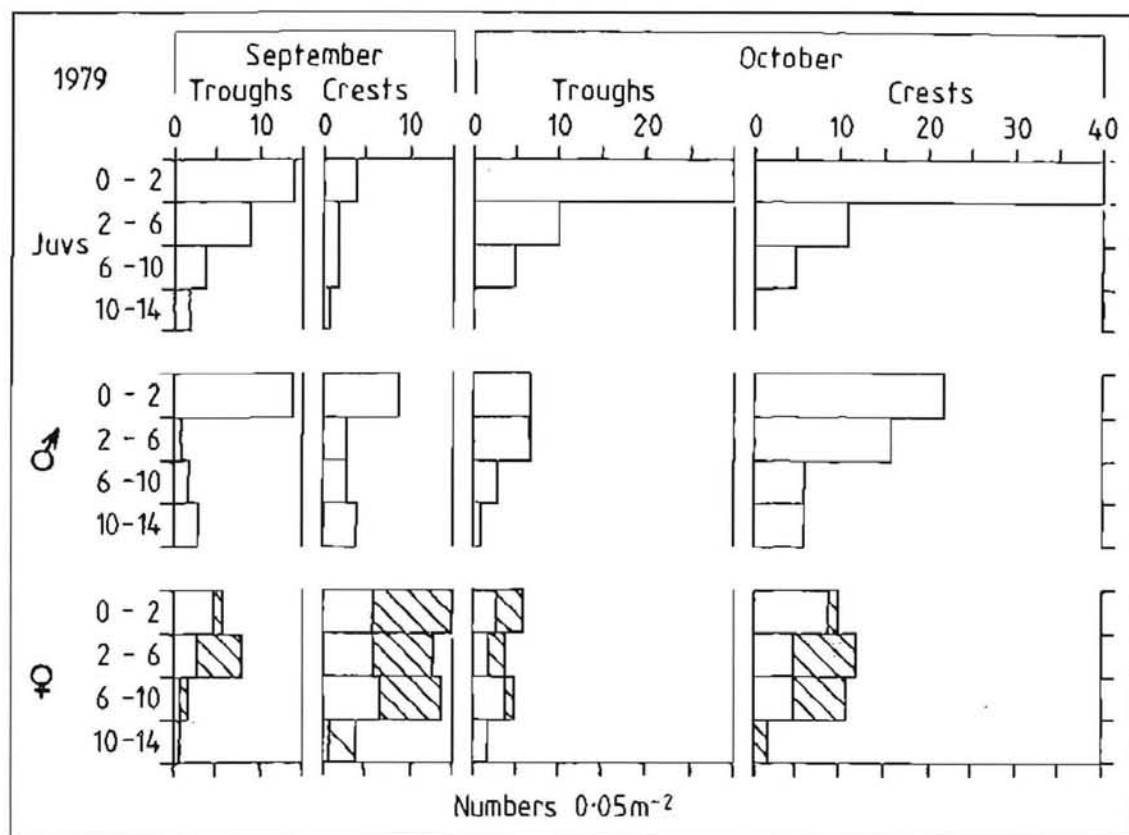 September
October
1979
Troughs Crests Troughs Crests
0 10 0 10 0 10 20 0 10 20 30 40
0 - 2
2 - 6
Juvs
6 - 10
10 - 14
0 - 2
♂ 2 - 6
6 - 10
10 - 14
0 - 2
2 - 6
♀
6 - 10
10 - 14
Numbers 0·05m⁻²